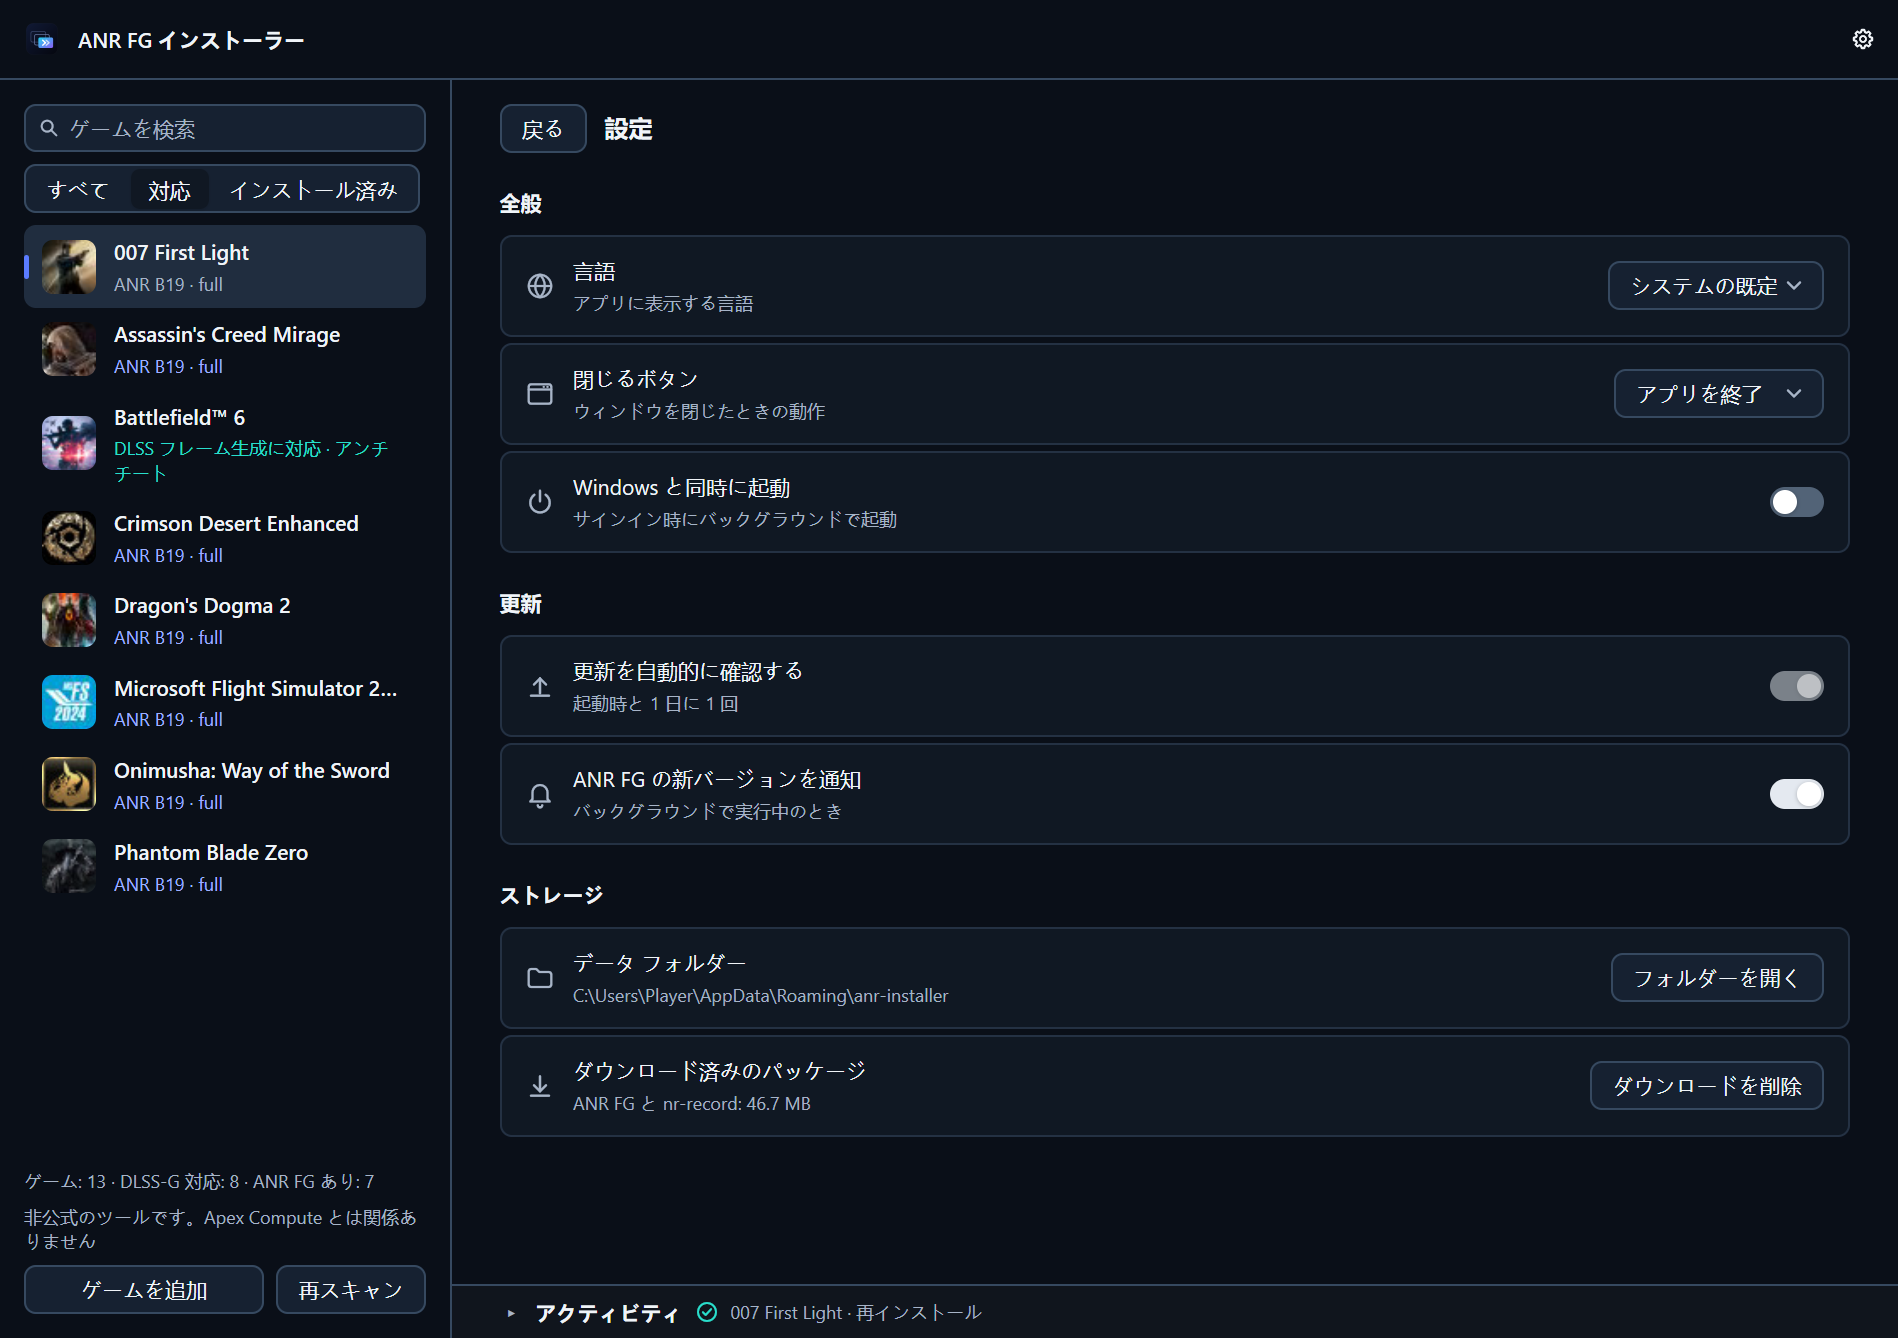 ANR FG インストーラー
ゲームを検索
すべて
対応
インストール済み
007 First Light
ANR B19 · full
Assassin's Creed Mirage
ANR B19 · full
Battlefield™ 6
DLSS フレーム生成に対応 · アンチ
チート
Crimson Desert Enhanced
ANR B19 · full
Dragon's Dogma 2
ANR B19 · full
FS
2024
Microsoft Flight Simulator 2...
ANR B19 · full
Onimusha: Way of the Sword
ANR B19 · full
Phantom Blade Zero
ANR B19 · full
ゲーム: 13 · DLSS-G 対応: 8 · ANR FG あり: 7
非公式のツールです。Apex Compute とは関係あ
りません
ゲームを追加
再スキャン
戻る
設定
全般
言語
アプリに表示する言語
システムの既定
閉じるボタン
ウィンドウを閉じたときの動作
アプリを終了
Windows と同時に起動
サインイン時にバックグラウンドで起動
更新
更新を自動的に確認する
起動時と 1 日に 1 回
ANR FG の新バージョンを通知
バックグラウンドで実行中のとき
ストレージ
データ フォルダー
C:\Users\Player\AppData\Roaming\anr-installer
フォルダーを開く
ダウンロード済みのパッケージ
ANR FG と nr-record: 46.7 MB
ダウンロードを削除
アクティビティ
007 First Light · 再インストール